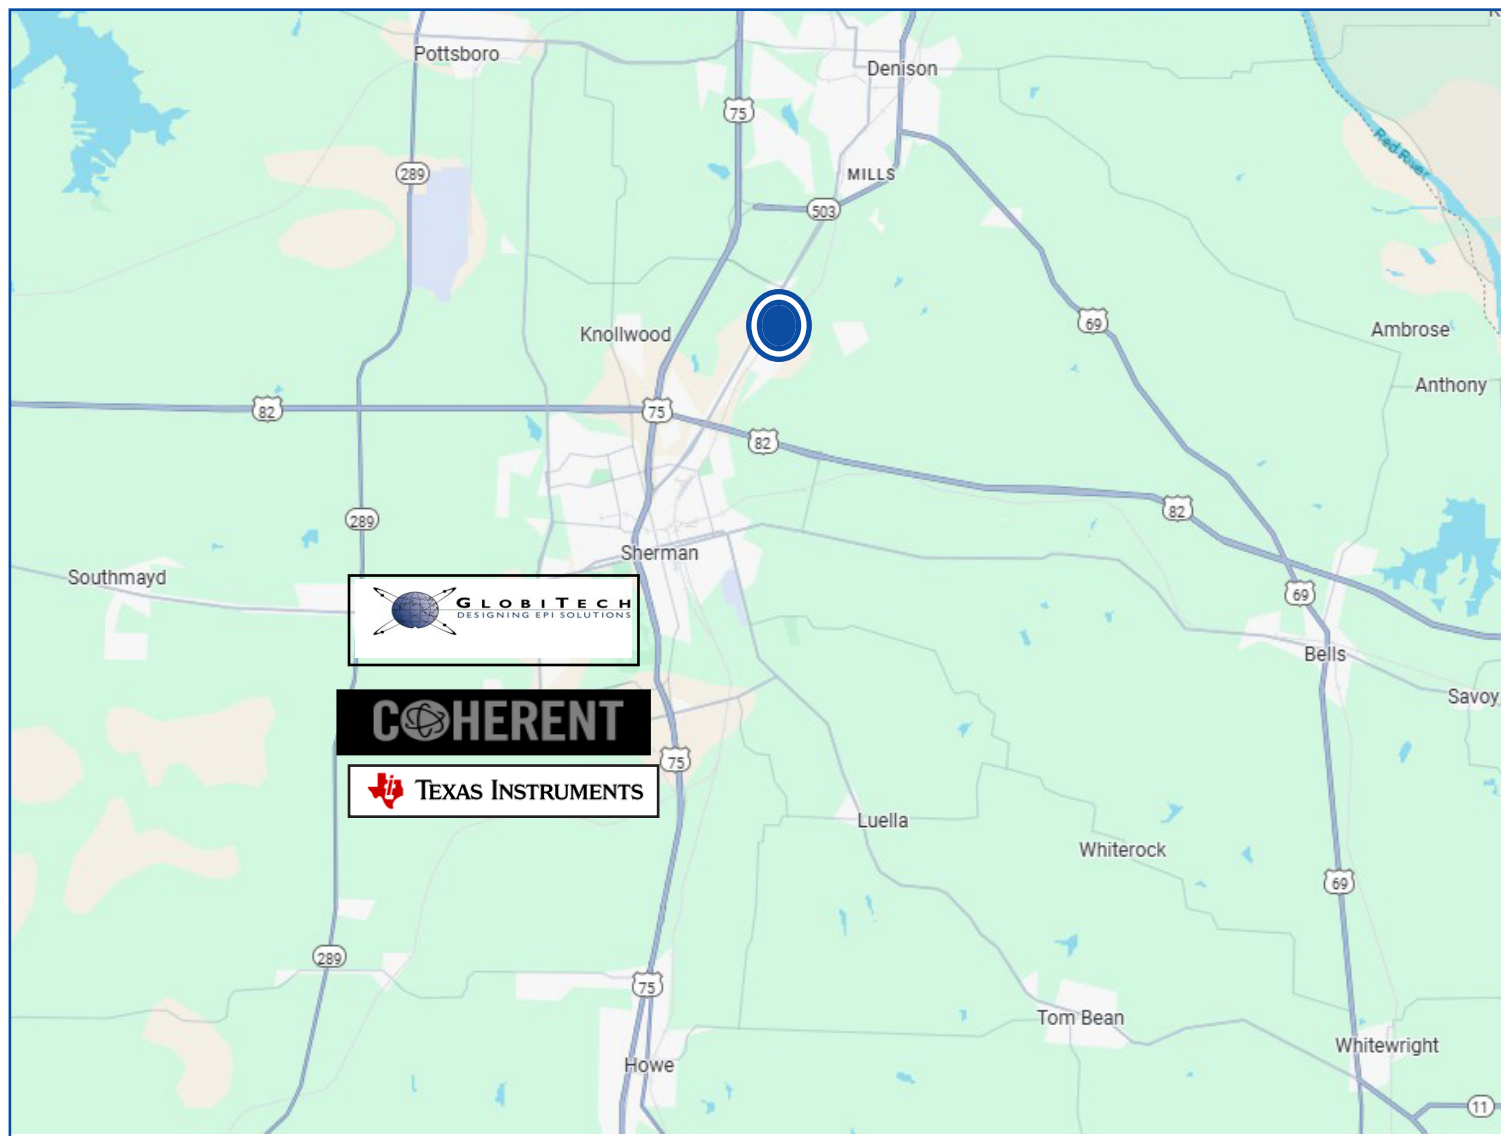 Pottsboro
Denison
75
289
MILLS
503
Red River
Knollwood
69
Ambrose
Anthony
82
75
82
289
82
Sherman
Southmayd
69
GLOBITECH
DESIGNING EPI SOLUTIONS
Bells
Savoy
COHERENT
75
TEXAS INSTRUMENTS
Luella
Whiterock
69
289
75
Tom Bean
Whitewright
Howe
11